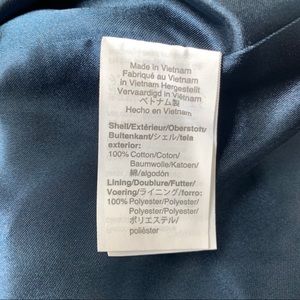 Made in Vietnam
Fabriqué au Vietnam
in Vietnam Hergestellt
Vervaardigd in Vietnam
ベトナム製
Hecho en Vietnam
Shell/Extérieur/Oberstoff/
Buitenkant/シェル/tela
exterior:
100% Cotton/Coton/
Baumwolle/Katoen/
綿/algodón
Lining/Doublure/Futter/
Voering/ライニング/forro:
100% Polyester/Polyester/
Polyester/Polyester/
ポリエステル/
poliéster